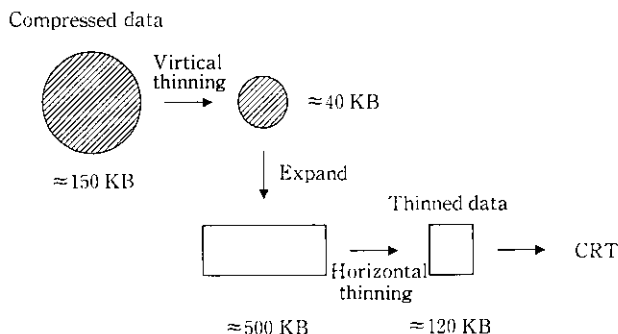 Compressed data
Virtical
thinning
≈40 KB
≈150 KB
Expand
Thinned data
CRT
Horizontal
thinning
≈500 KB
≈120 KB